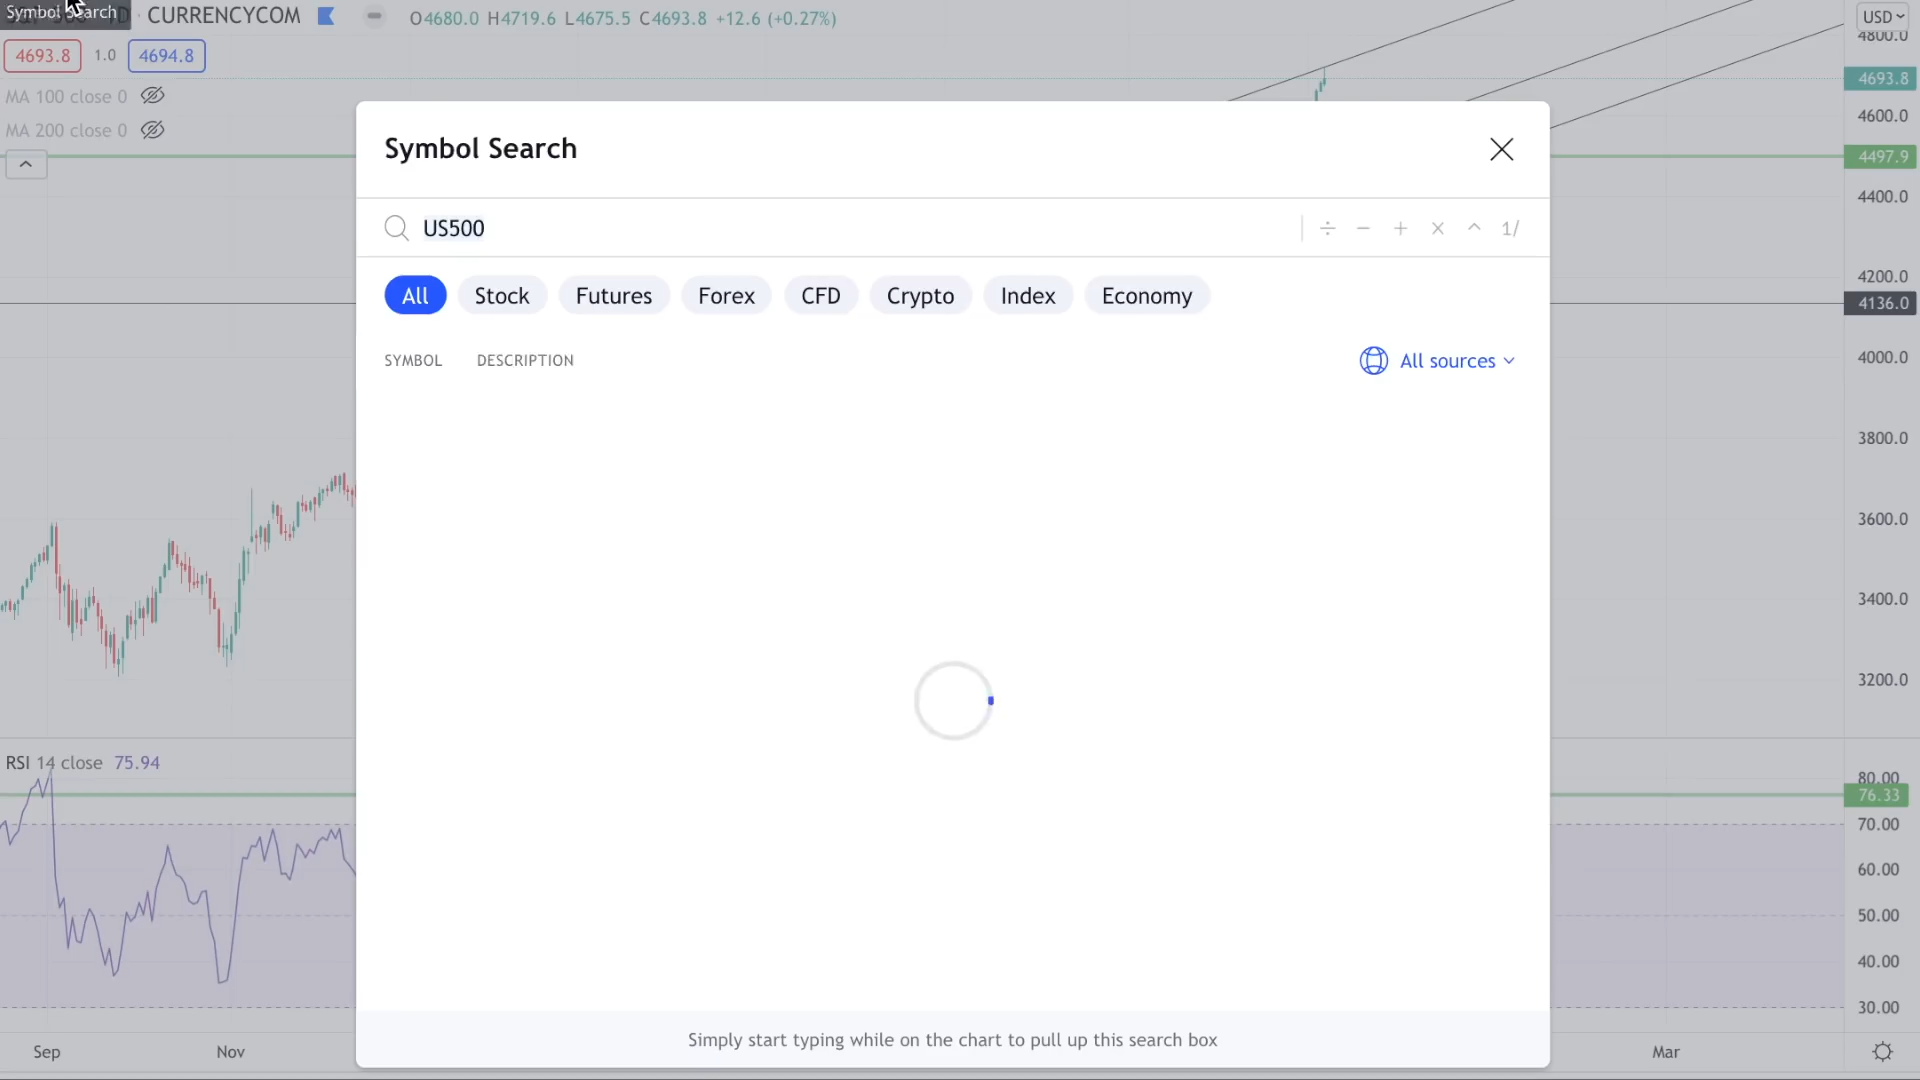 Symbol Search
CURRENCYCOM
O4680.0 H4719.6 L4675.5 C4693.8 +12.6 (+0.27%)
USD
4693.8 1.0 4694.8
MA 100 close 0
MA 200 close 0
Symbol Search
US500
÷ − + × ^ 1/
All Stock Futures Forex CFD Crypto Index Economy
SYMBOL DESCRIPTION
All sources
Simply start typing while on the chart to pull up this search box
4800.0
4693.8
4600.0
4497.9
4400.0
4200.0
4136.0
4000.0
3800.0
3600.0
3400.0
3200.0
RSI 14 close 75.94
80.00
76.33
70.00
60.00
50.00
40.00
30.00
Sep Nov Mar